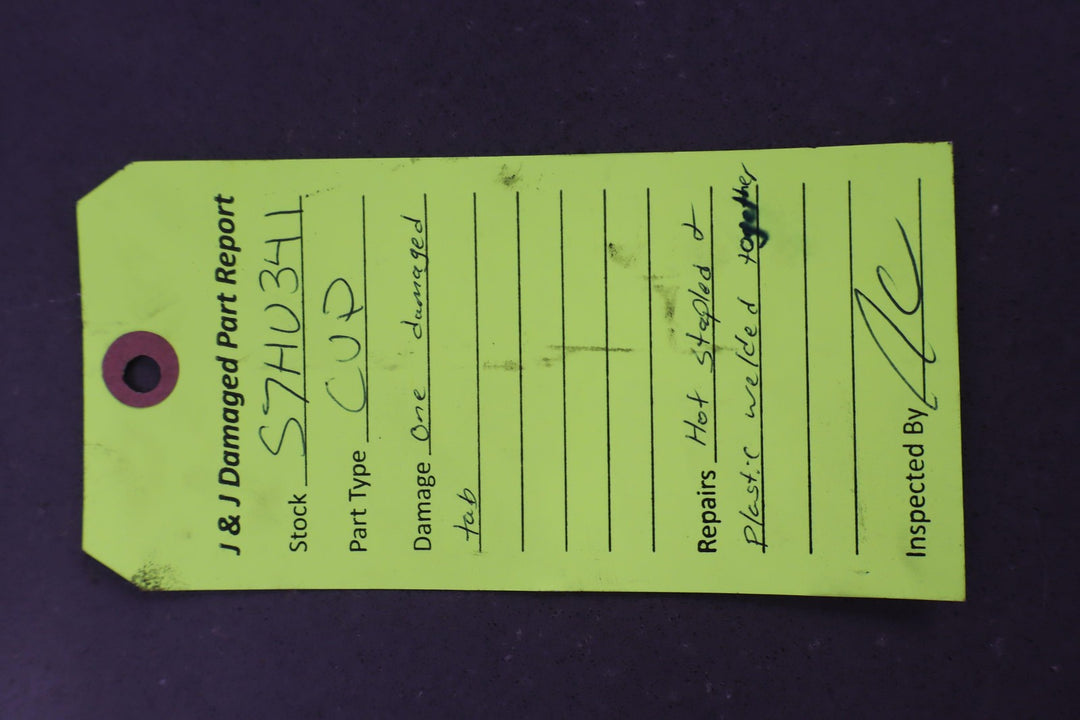 J & J Damaged Part Report
Stock S7HU341
Part Type CUP
Damage One damaged
tab
Repairs Hot stapled &
Plastic welded together
Inspected By